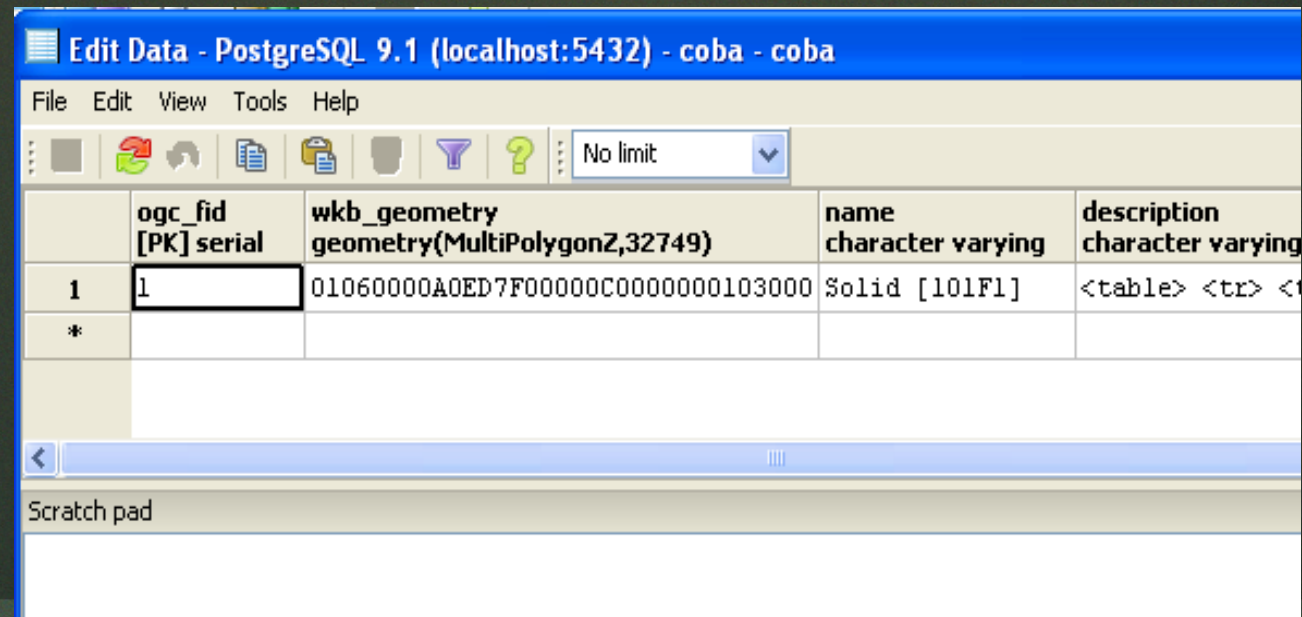 Edit Data - PostgreSQL 9.1 (localhost:5432) - coba - coba
File Edit View Tools Help
No limit
ogc_fid [PK] serial
wkb_geometry geometry(MultiPolygonZ,32749)
name character varying
description character varying
1 1 01060000A0ED7F00000C0000000103000 Solid [101F1] <table> <tr> <t
*
Scratch pad